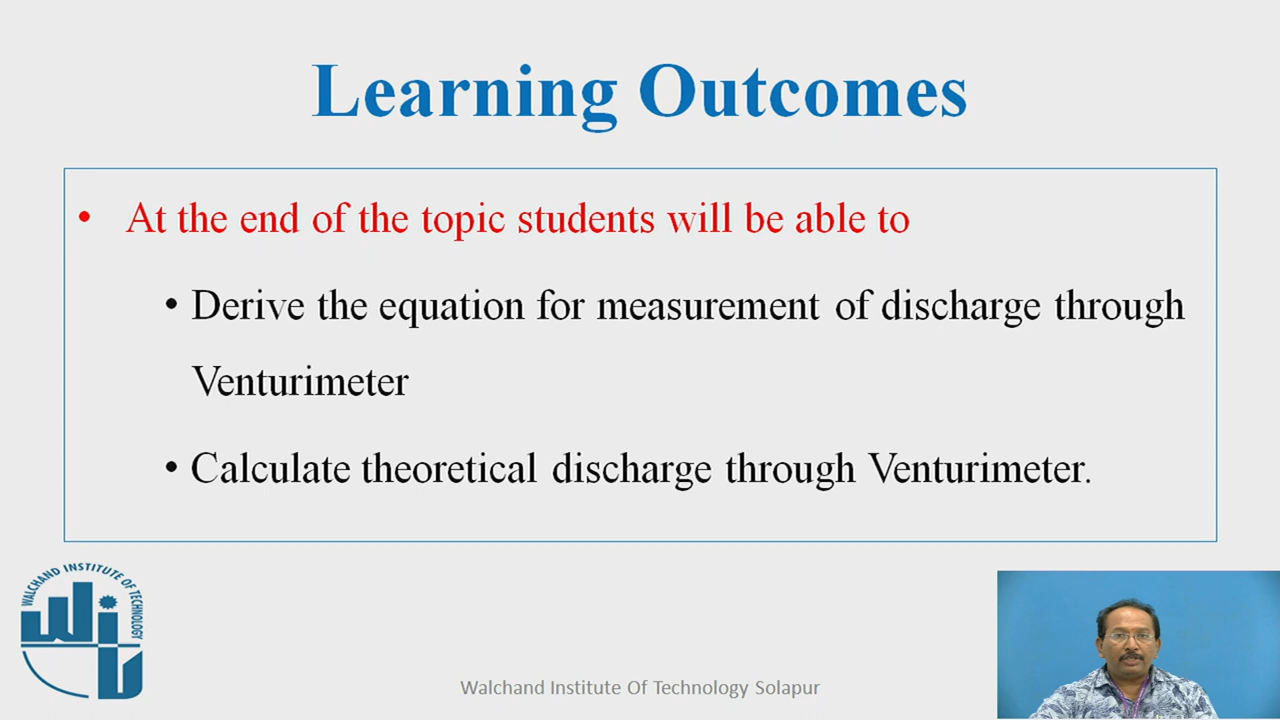 Learning Outcomes
• At the end of the topic students will be able to
• Derive the equation for measurement of discharge through
Venturimeter
• Calculate theoretical discharge through Venturimeter.
WALCHAND INSTITUTE OF TECHNOLOGY
WIT
Walchand Institute Of Technology Solapur